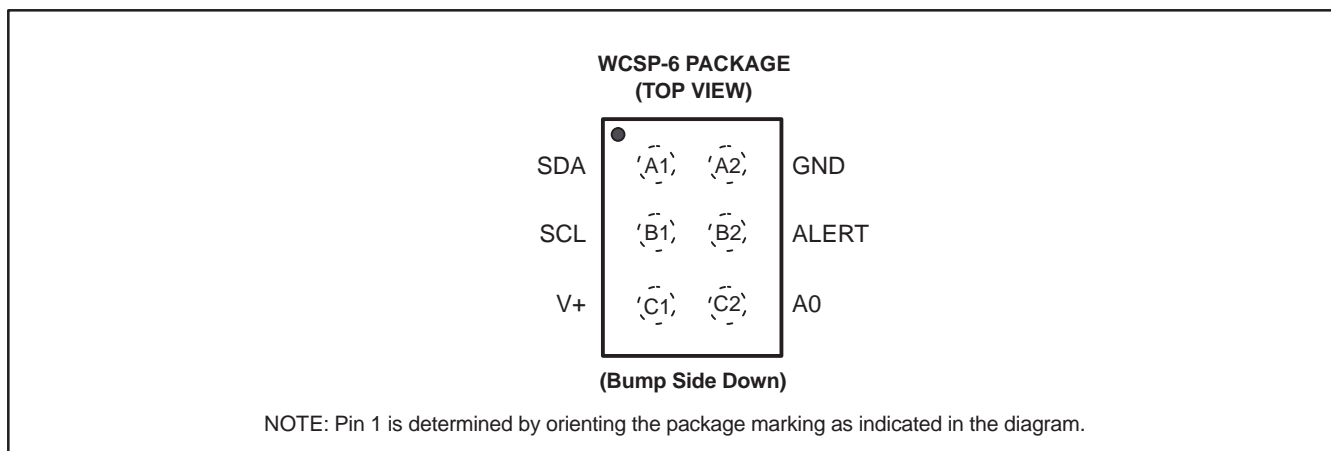 WCSP-6 PACKAGE
(TOP VIEW)
SDA A1 A2 GND
SCL B1 B2 ALERT
V+ C1 C2 A0
(Bump Side Down)
NOTE: Pin 1 is determined by orienting the package marking as indicated in the diagram.